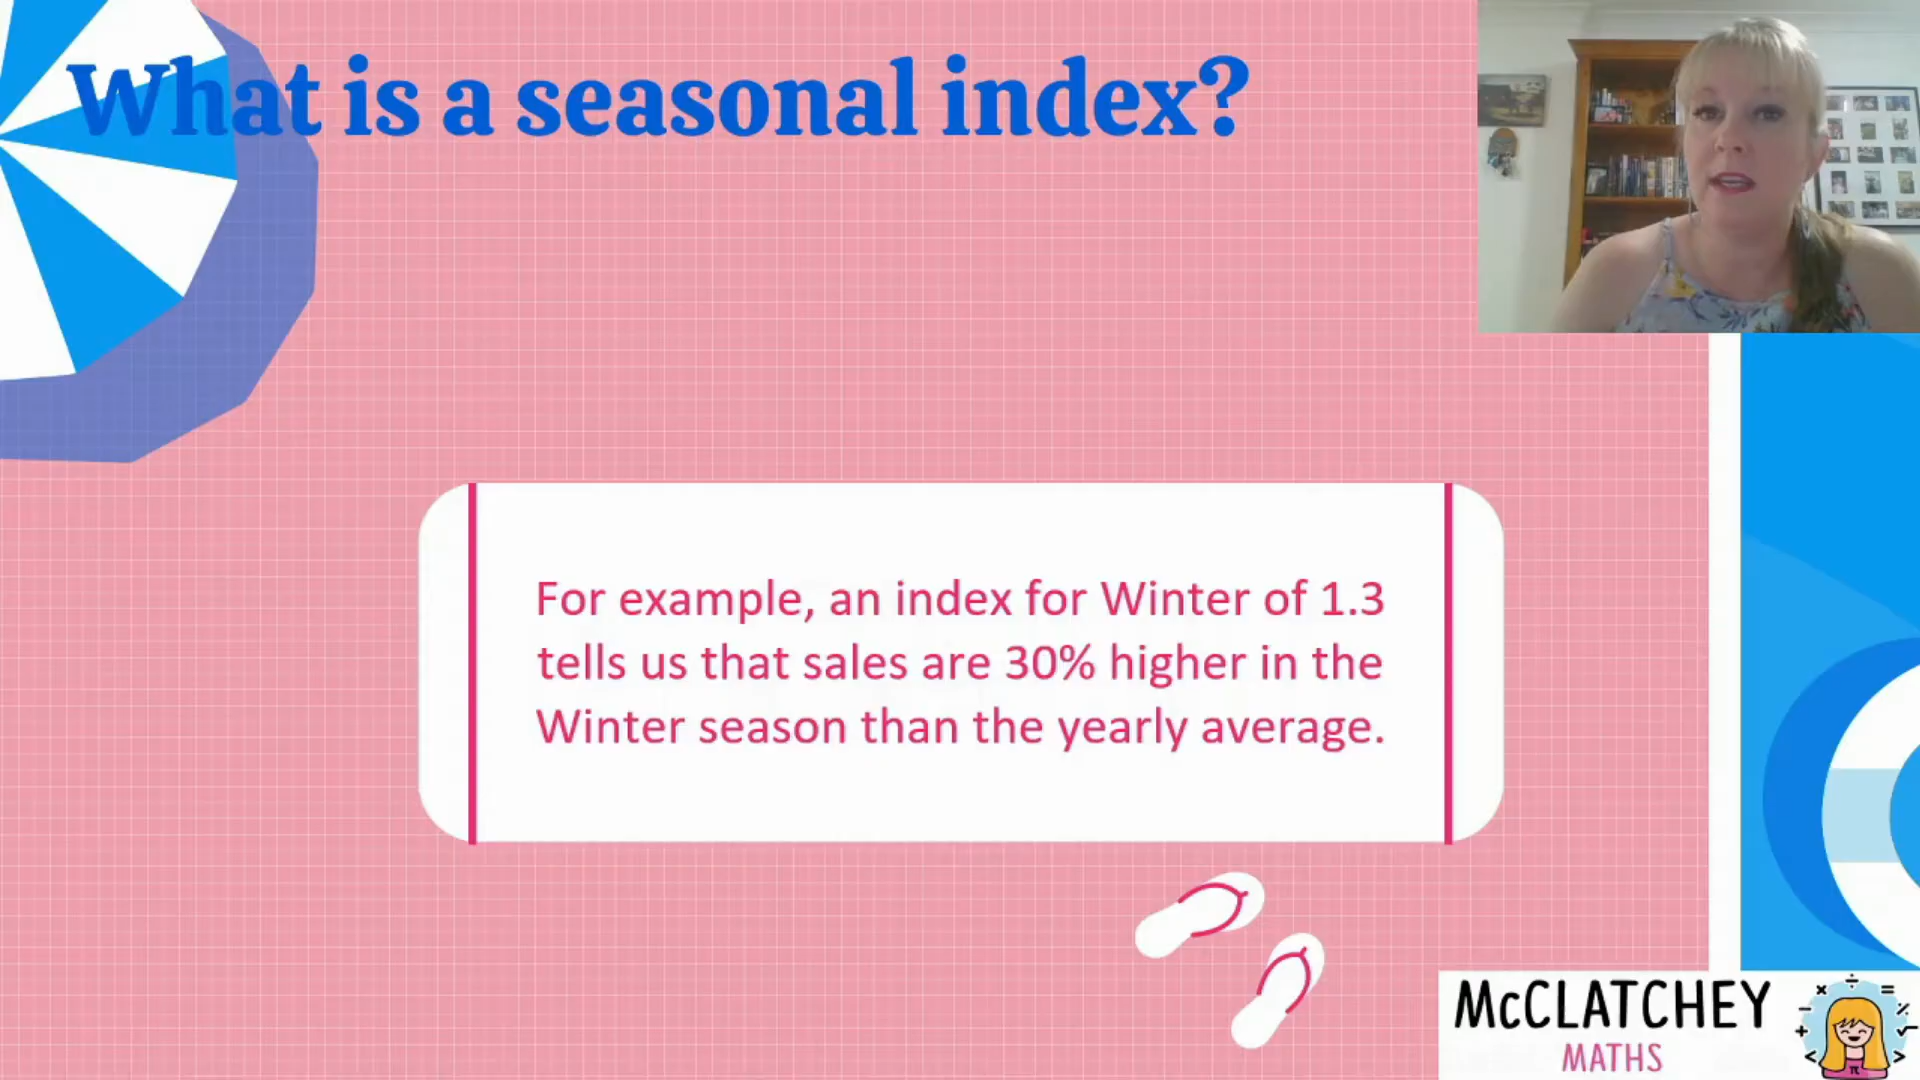 What is a seasonal index?
For example, an index for Winter of 1.3
tells us that sales are 30% higher in the
Winter season than the yearly average.
McCLATCHEY
MATHS